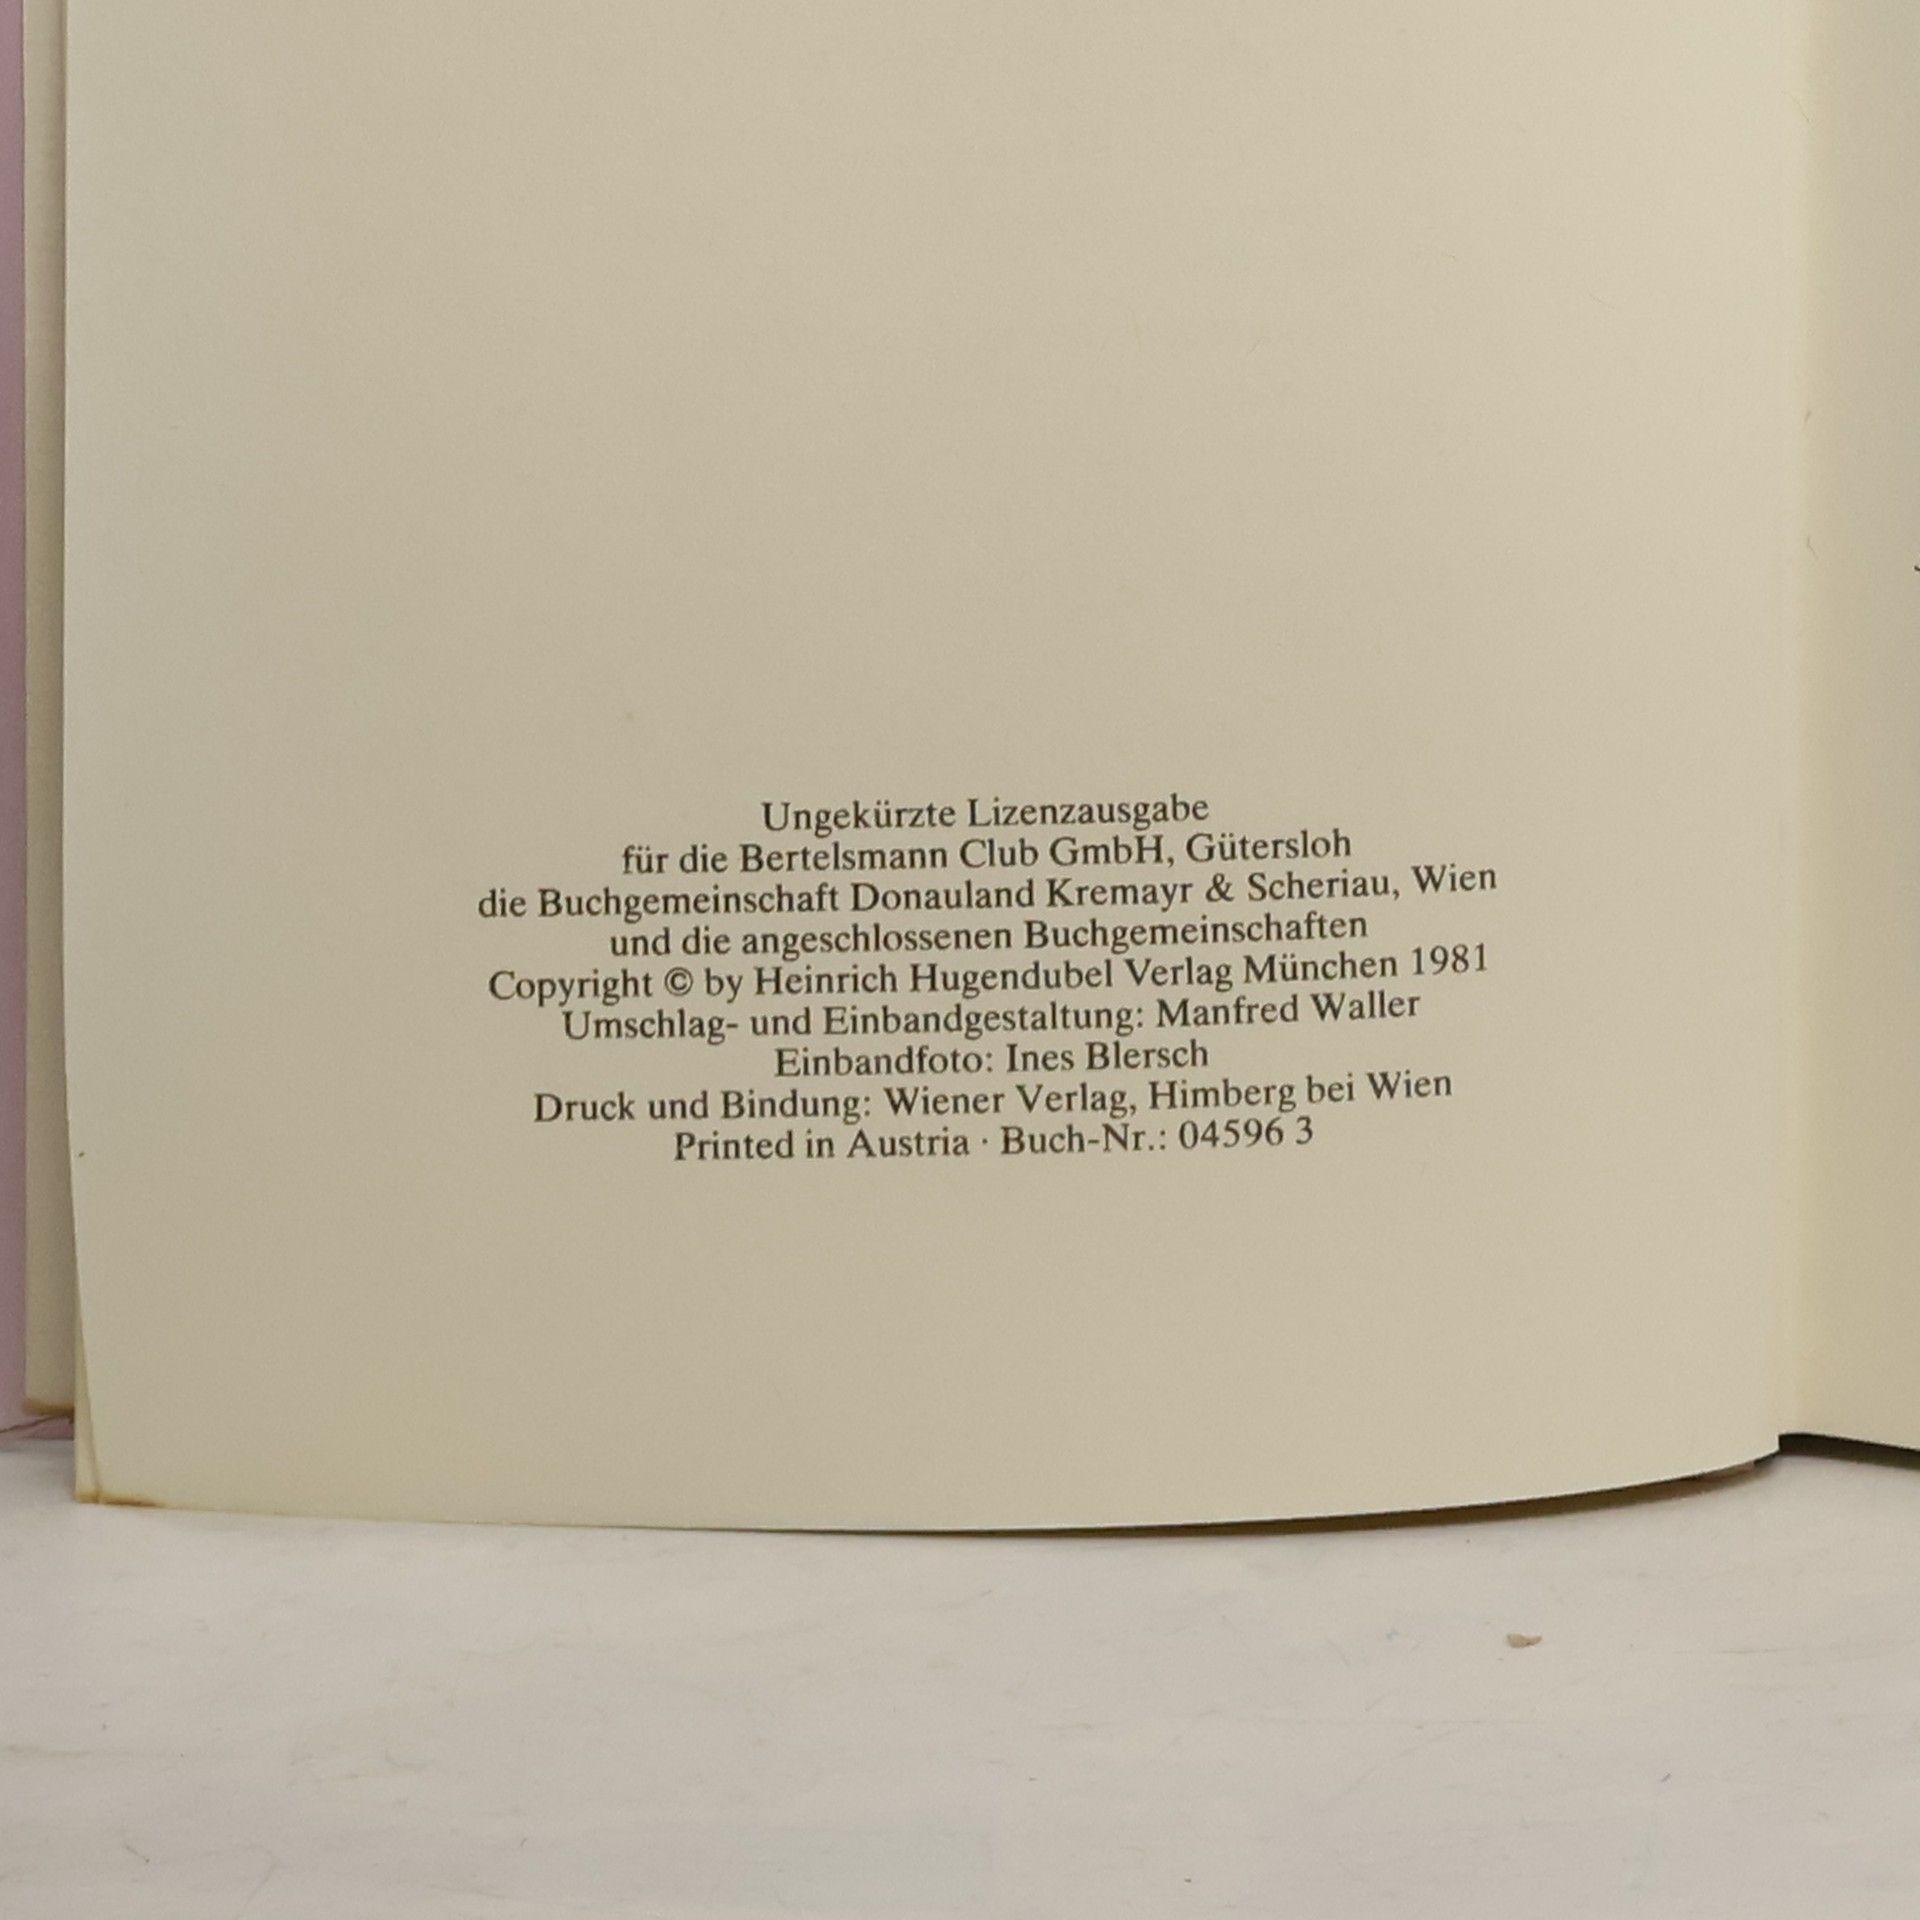 Ungekürzte Lizenzausgabe
für die Bertelsmann Club GmbH, Gütersloh
die Buchgemeinschaft Donauland Kremayr & Scheriau, Wien
und die angeschlossenen Buchgemeinschaften
Copyright © by Heinrich Hugendubel Verlag München 1981
Umschlag- und Einbandgestaltung: Manfred Waller
Einbandfoto: Ines Blersch
Druck und Bindung: Wiener Verlag, Himberg bei Wien
Printed in Austria · Buch-Nr.: 04596 3